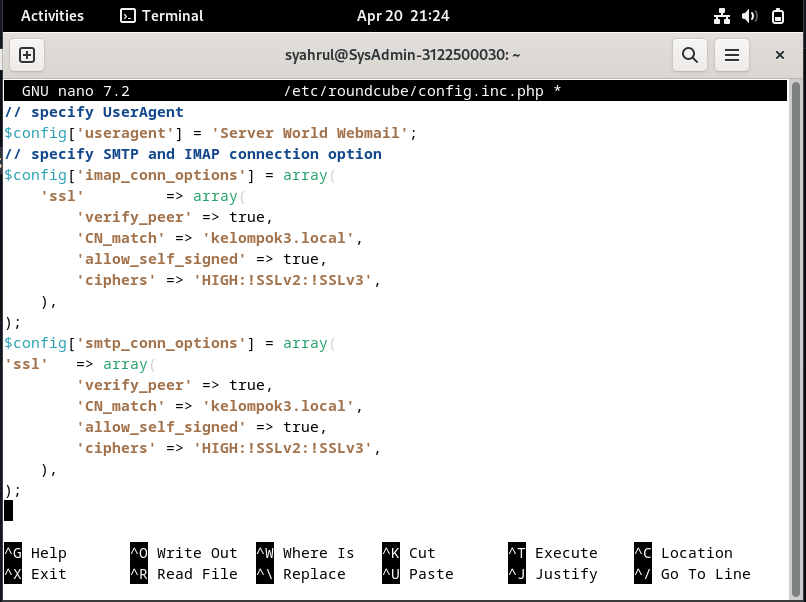 Activities Terminal Apr 20 21:24
syahrul@SysAdmin-3122500030: ~
GNU nano 7.2 /etc/roundcube/config.inc.php *
// specify UserAgent
$config['useragent'] = 'Server World Webmail';
// specify SMTP and IMAP connection option
$config['imap_conn_options'] = array(
    'ssl'         => array(
        'verify_peer' => true,
        'CN_match' => 'kelompok3.local',
        'allow_self_signed' => true,
        'ciphers' => 'HIGH:!SSLv2:!SSLv3',
    ),
);
$config['smtp_conn_options'] = array(
'ssl'   => array(
        'verify_peer' => true,
        'CN_match' => 'kelompok3.local',
        'allow_self_signed' => true,
        'ciphers' => 'HIGH:!SSLv2:!SSLv3',
    ),
);
^G Help ^O Write Out ^W Where Is ^K Cut ^T Execute ^C Location
^X Exit ^R Read File ^\ Replace ^U Paste ^J Justify ^/ Go To Line